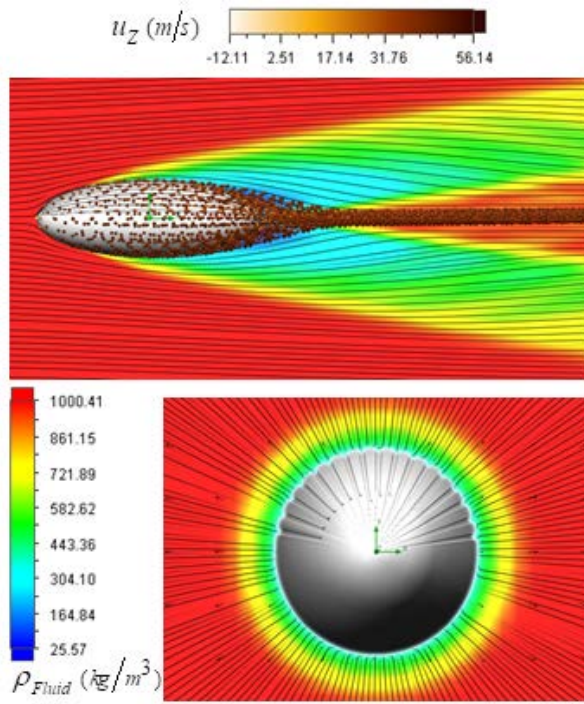 u_Z (m/s)
-12.11 2.51 17.14 31.76 56.14
1000.41
861.15
721.89
582.62
443.36
304.10
164.84
25.57
ρ_Fluid (kg/m³)